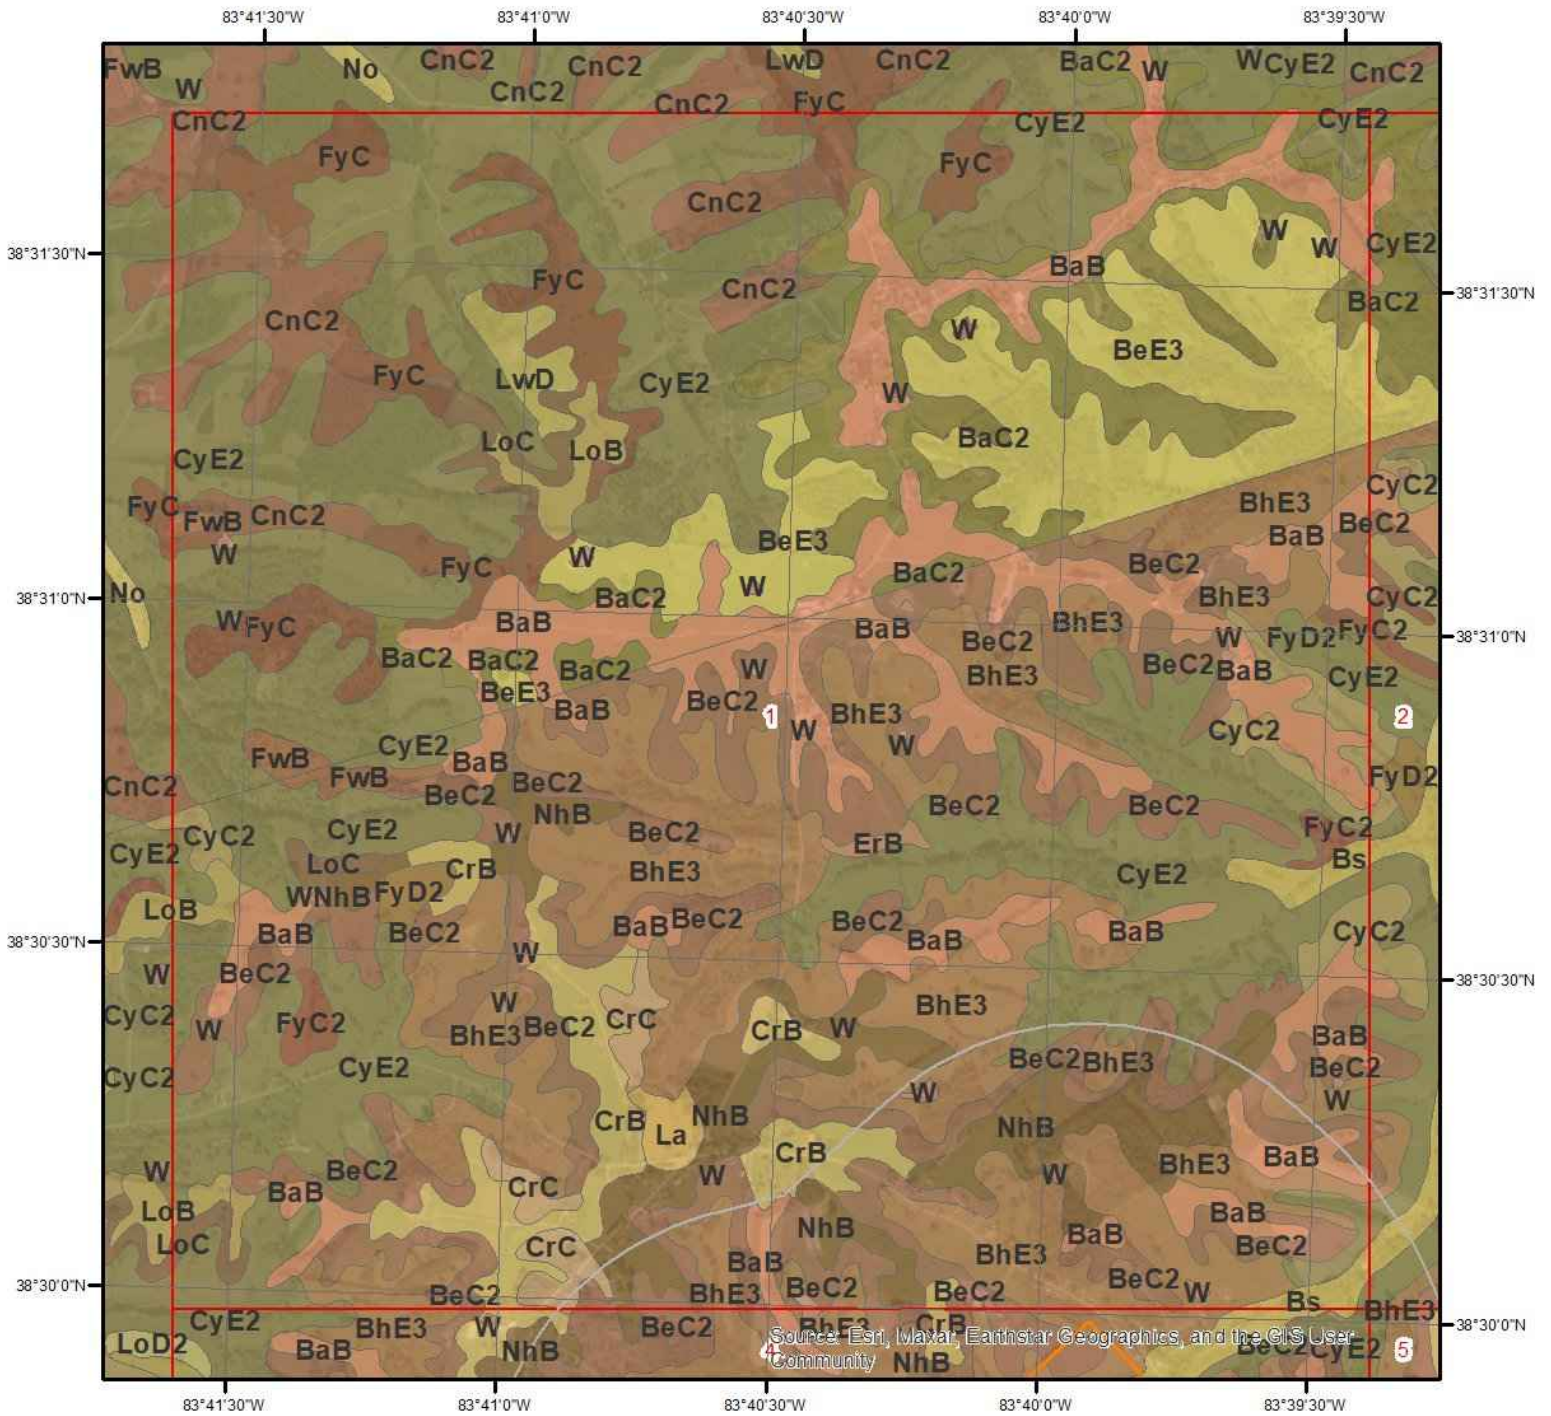 83°41'30"W 83°41'0"W 83°40'30"W 83°40'0"W 83°39'30"W
FwB No CnC2 CnC2 LwD CnC2 BaC2 W W CyE2 CnC2
W CnC2 CnC2 FyC
CnC2 CyE2 CyE2
FyC FyC
CnC2
38°31'30"N BaB W W CyE2
FyC CnC2 BaC2 38°31'30"N
CnC2 W BeE3
FyC LwD CyE2 W
CyE2 LoC LoB BaC2
FyC FwB CnC2 BhE3 CyC2
W W BeE3 BaB BeC2
No FyC BaC2 W BaC2 BeC2
38°31'0"N BhE3 CyC2
W FyC BaB BaB BeC2 BhE3 W FyD2 FyC2 38°31'0"N
BaC2 BaC2 BaC2 W BhE3 BeC2 BaB CyE2
BeE3 BaB BeC2 1 BhE3 2
FwB CyE2 BaB W W CyC2
CnC2 FwB BeC2 BeC2 FyD2
NhB BeC2 BeC2
CyC2 CyE2 W BeC2 ErB FyC2
CyE2 LoC CrB BhE3 CyE2 Bs
LoB W NhB FyD2 BaB BeC2 BeC2
38°30'30"N BaB BeC2 W BaB BaB CyC2
W BeC2 38°30'30"N
CyC2 W FyC2 W BhE3 BeC2 CrC CrB W BhE3 BaB
CyC2 CyE2 BeC2 BhE3 BeC2
W W
CrB La NhB NhB
W BeC2 W CrB W BhE3 BaB
LoB BaB CrC NhB BaB BaB
LoC CrC BaB BhE3 BeC2
38°30'0"N BeC2 BhE3 BeC2 BeC2 BeC2 W Bs BhE3
CyE2 BhE3 W BeC2 BhE3 CrB 38°30'0"N
LoD2 BaB NhB 4 NhB BeC2 CyE2 5
Source: Esri, Maxar, Earthstar Geographics, and the GIS User
Community
83°41'30"W 83°41'0"W 83°40'30"W 83°40'0"W 83°39'30"W